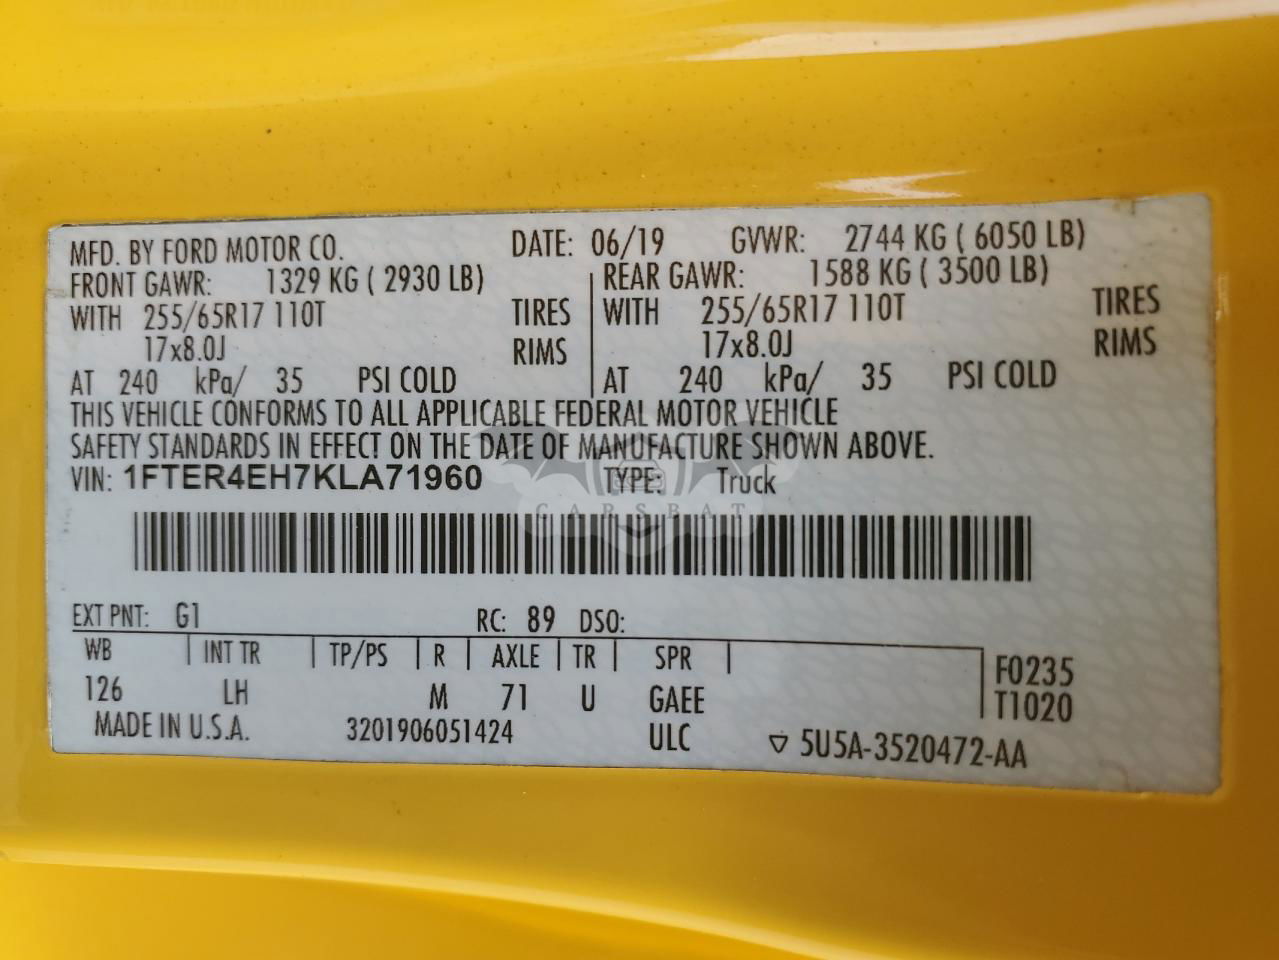 MFD. BY FORD MOTOR CO. DATE: 06/19 GVWR: 2744 KG ( 6050 LB)
FRONT GAWR: 1329 KG ( 2930 LB) REAR GAWR: 1588 KG ( 3500 LB)
WITH 255/65R17 110T TIRES WITH 255/65R17 110T TIRES
17x8.0J RIMS 17x8.0J RIMS
AT 240 kPa/ 35 PSI COLD AT 240 kPa/ 35 PSI COLD
THIS VEHICLE CONFORMS TO ALL APPLICABLE FEDERAL MOTOR VEHICLE
SAFETY STANDARDS IN EFFECT ON THE DATE OF MANUFACTURE SHOWN ABOVE.
VIN: 1FTER4EH7KLA71960 TYPE: Truck
CARSBAT
EXT PNT: G1 RC: 89 DSO:
WB INT TR TP/PS R AXLE TR SPR F0235
126 LH M 71 U GAEE T1020
MADE IN U.S.A. 3201906051424 ULC ▽ 5U5A-3520472-AA